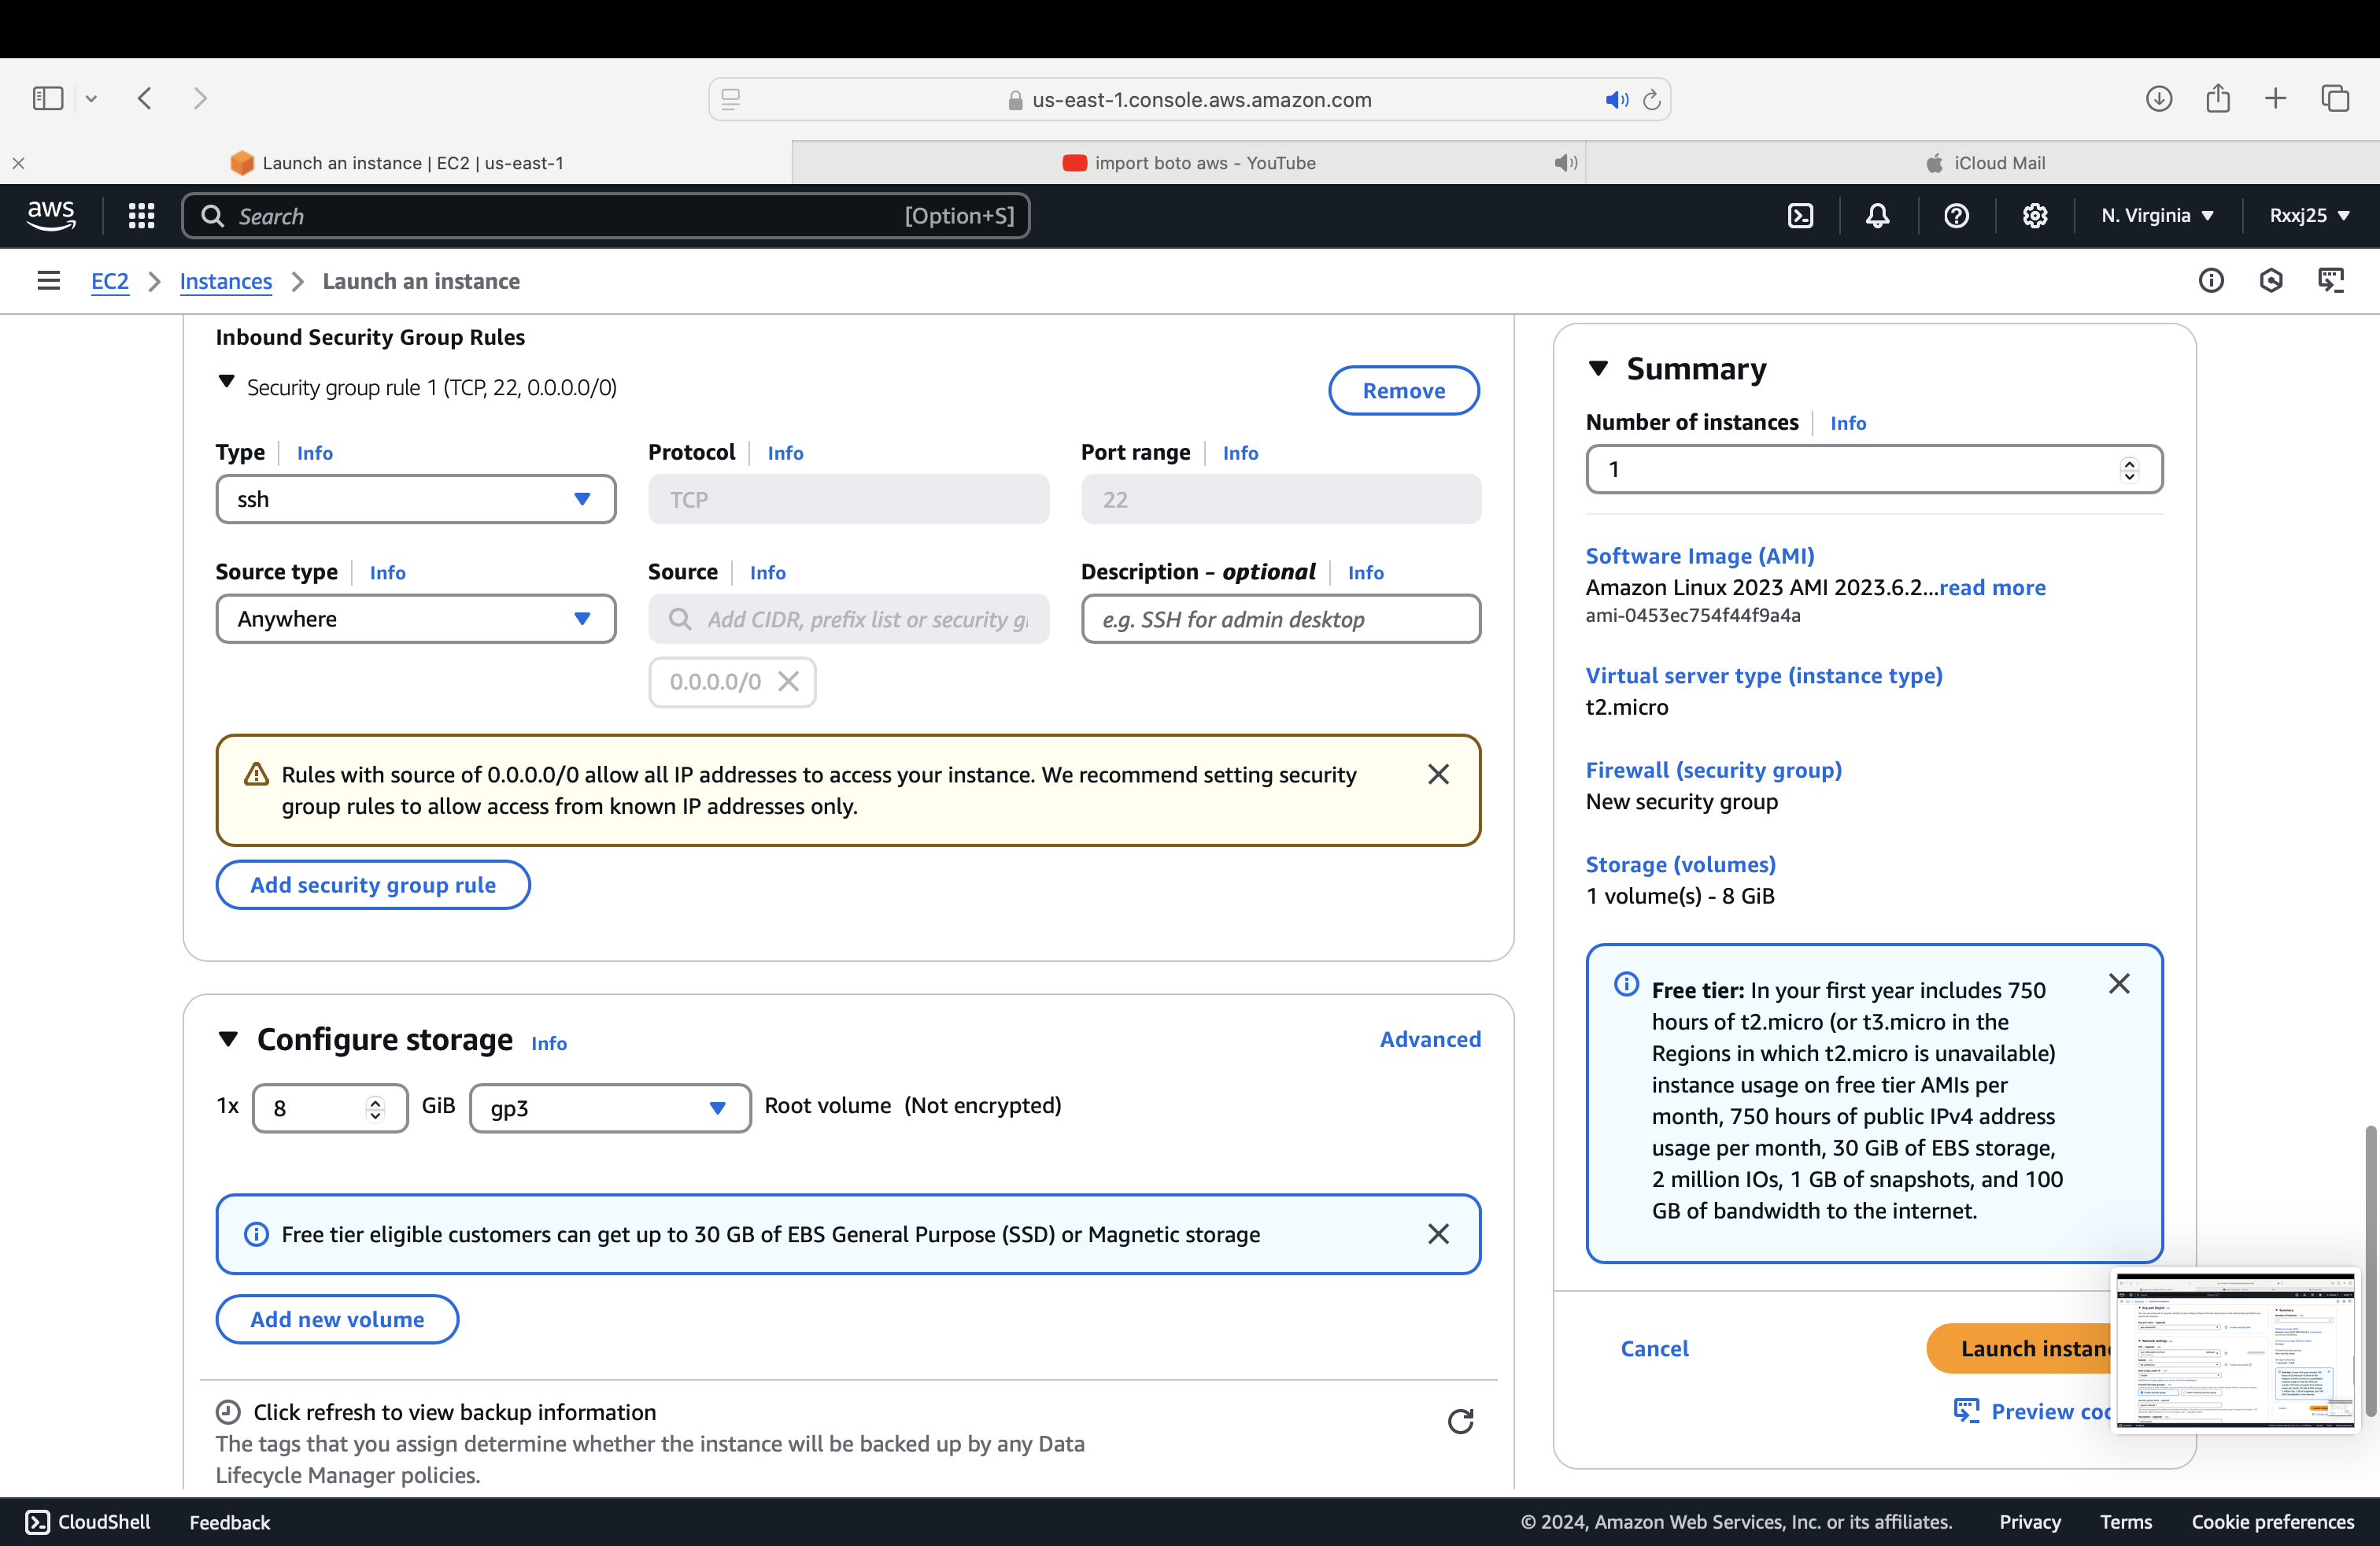 us-east-1.console.aws.amazon.com
Launch an instance | EC2 | us-east-1
import boto aws - YouTube
iCloud Mail
aws
Search
[Option+S]
N. Virginia
Rxxj25
EC2
Instances
Launch an instance
Inbound Security Group Rules
Security group rule 1 (TCP, 22, 0.0.0.0/0)
Remove
Type
Info
Protocol
Info
Port range
Info
ssh
TCP
22
Source type
Info
Source
Info
Description - optional
Info
Anywhere
Add CIDR, prefix list or security
e.g. SSH for admin desktop
0.0.0.0/0
Rules with source of 0.0.0.0/0 allow all IP addresses to access your instance. We recommend setting security
group rules to allow access from known IP addresses only.
Add security group rule
Configure storage
Info
Advanced
1x
8
GiB
gp3
Root volume (Not encrypted)
Free tier eligible customers can get up to 30 GB of EBS General Purpose (SSD) or Magnetic storage
Add new volume
Click refresh to view backup information
The tags that you assign determine whether the instance will be backed up by any Data
Lifecycle Manager policies.
Summary
Number of instances
Info
1
Software Image (AMI)
Amazon Linux 2023 AMI 2023.6.2...read more
ami-0453ec754f44f9a4a
Virtual server type (instance type)
t2.micro
Firewall (security group)
New security group
Storage (volumes)
1 volume(s) - 8 GiB
Free tier: In your first year includes 750
hours of t2.micro (or t3.micro in the
Regions in which t2.micro is unavailable)
instance usage on free tier AMIs per
month, 750 hours of public IPv4 address
usage per month, 30 GiB of EBS storage,
2 million IOs, 1 GB of snapshots, and 100
GB of bandwidth to the internet.
Cancel
Launch instan
Preview co
CloudShell
Feedback
© 2024, Amazon Web Services, Inc. or its affiliates.
Privacy
Terms
Cookie preferences